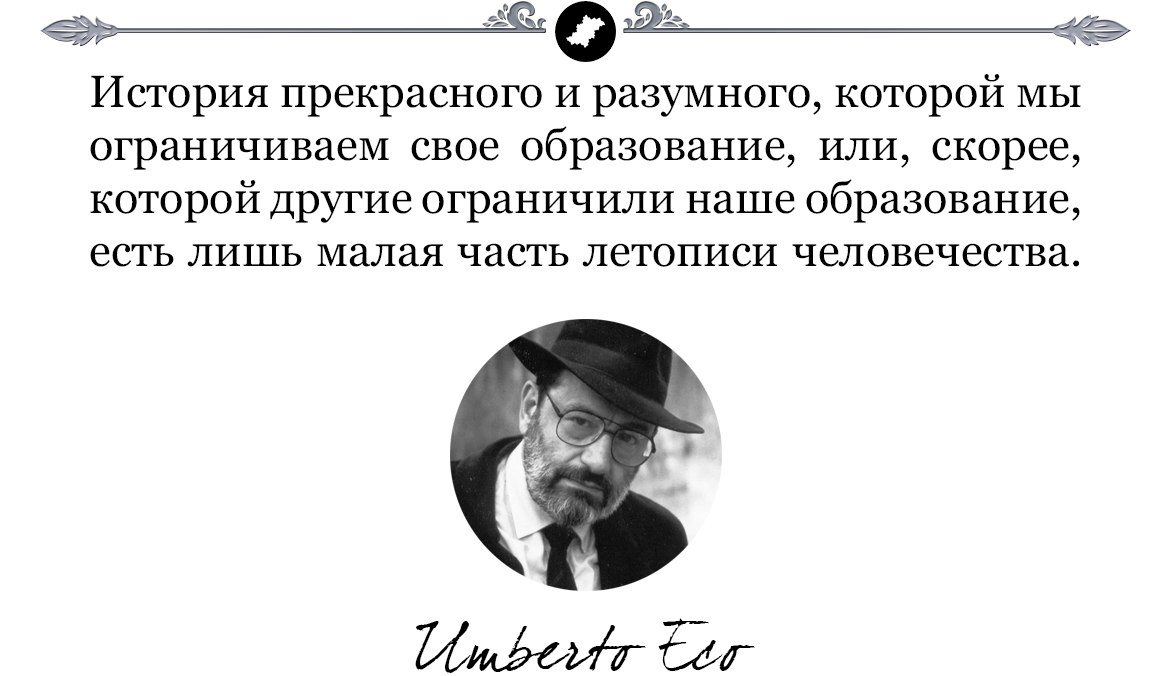 История прекрасного и разумного, которой мы
ограничиваем свое образование, или, скорее,
которой другие ограничили наше образование,
есть лишь малая часть летописи человечества.
Umberto Eco